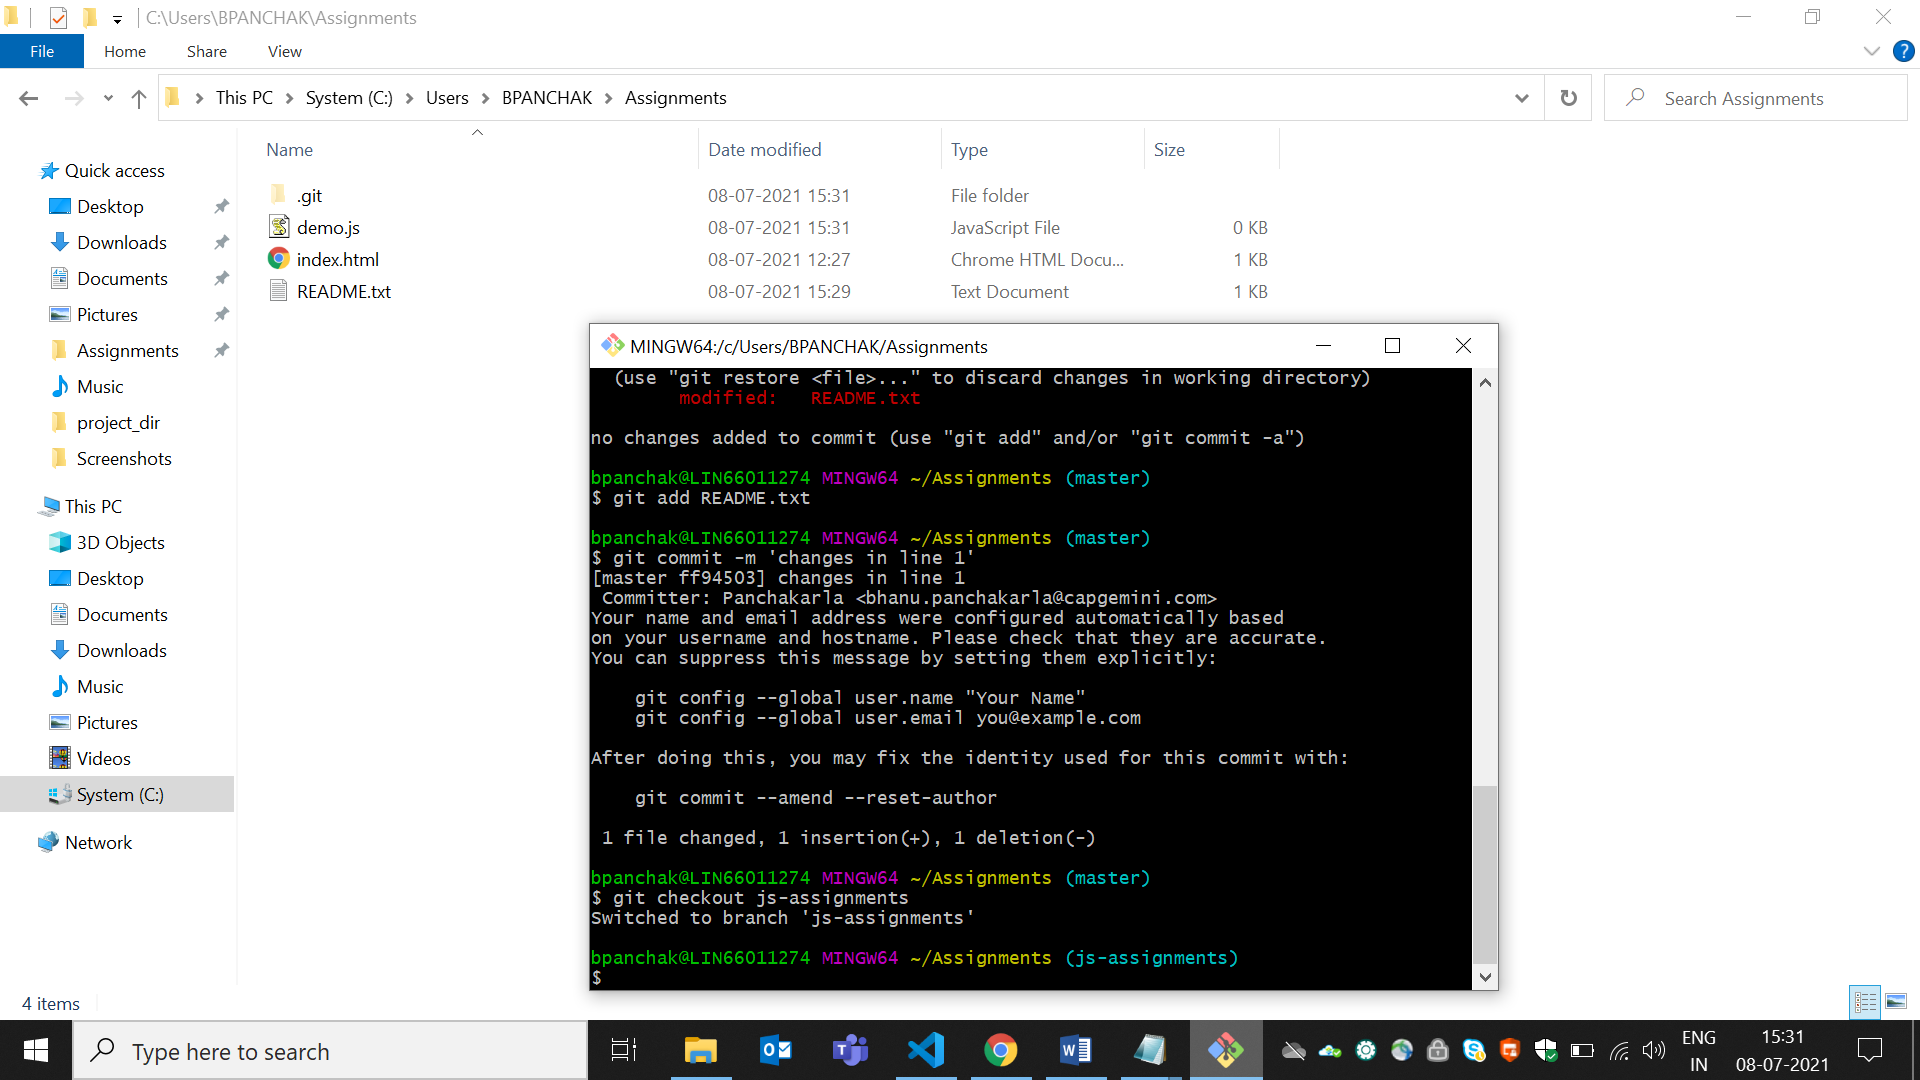 C:\Users\BPANCHAK\Assignments
File Home Share View
This PC System (C:) Users BPANCHAK Assignments
Search Assignments
Name Date modified Type Size
.git 08-07-2021 15:31 File folder
demo.js 08-07-2021 15:31 JavaScript File 0 KB
index.html 08-07-2021 12:27 Chrome HTML Docu... 1 KB
README.txt 08-07-2021 15:29 Text Document 1 KB
Quick access
Desktop
Downloads
Documents
Pictures
Assignments
Music
project_dir
Screenshots
This PC
3D Objects
Desktop
Documents
Downloads
Music
Pictures
Videos
System (C:)
Network
4 items
MINGW64:/c/Users/BPANCHAK/Assignments
(use "git restore <file>..." to discard changes in working directory)
modified: README.txt
no changes added to commit (use "git add" and/or "git commit -a")
bpanchak@LIN66011274 MINGW64 ~/Assignments (master)
$ git add README.txt
bpanchak@LIN66011274 MINGW64 ~/Assignments (master)
$ git commit -m 'changes in line 1'
[master ff94503] changes in line 1
Committer: Panchakarla <bhanu.panchakarla@capgemini.com>
Your name and email address were configured automatically based
on your username and hostname. Please check that they are accurate.
You can suppress this message by setting them explicitly:
git config --global user.name "Your Name"
git config --global user.email you@example.com
After doing this, you may fix the identity used for this commit with:
git commit --amend --reset-author
1 file changed, 1 insertion(+), 1 deletion(-)
bpanchak@LIN66011274 MINGW64 ~/Assignments (master)
$ git checkout js-assignments
Switched to branch 'js-assignments'
bpanchak@LIN66011274 MINGW64 ~/Assignments (js-assignments)
$
Type here to search
ENG
IN
15:31
08-07-2021